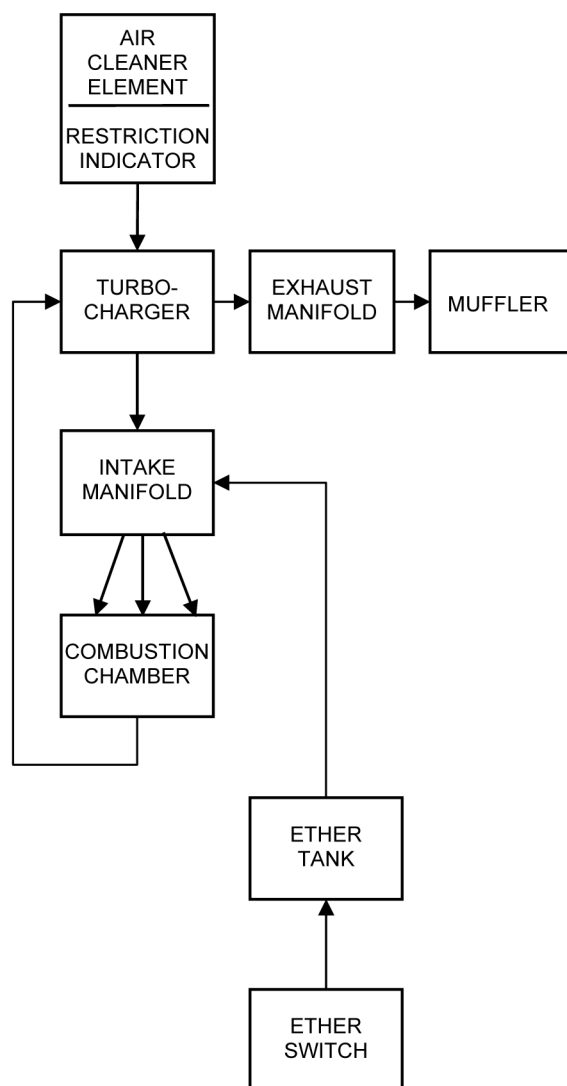 AIR
CLEANER
ELEMENT
RESTRICTION
INDICATOR
TURBO-
CHARGER
EXHAUST
MANIFOLD
MUFFLER
INTAKE
MANIFOLD
COMBUSTION
CHAMBER
ETHER
TANK
ETHER
SWITCH